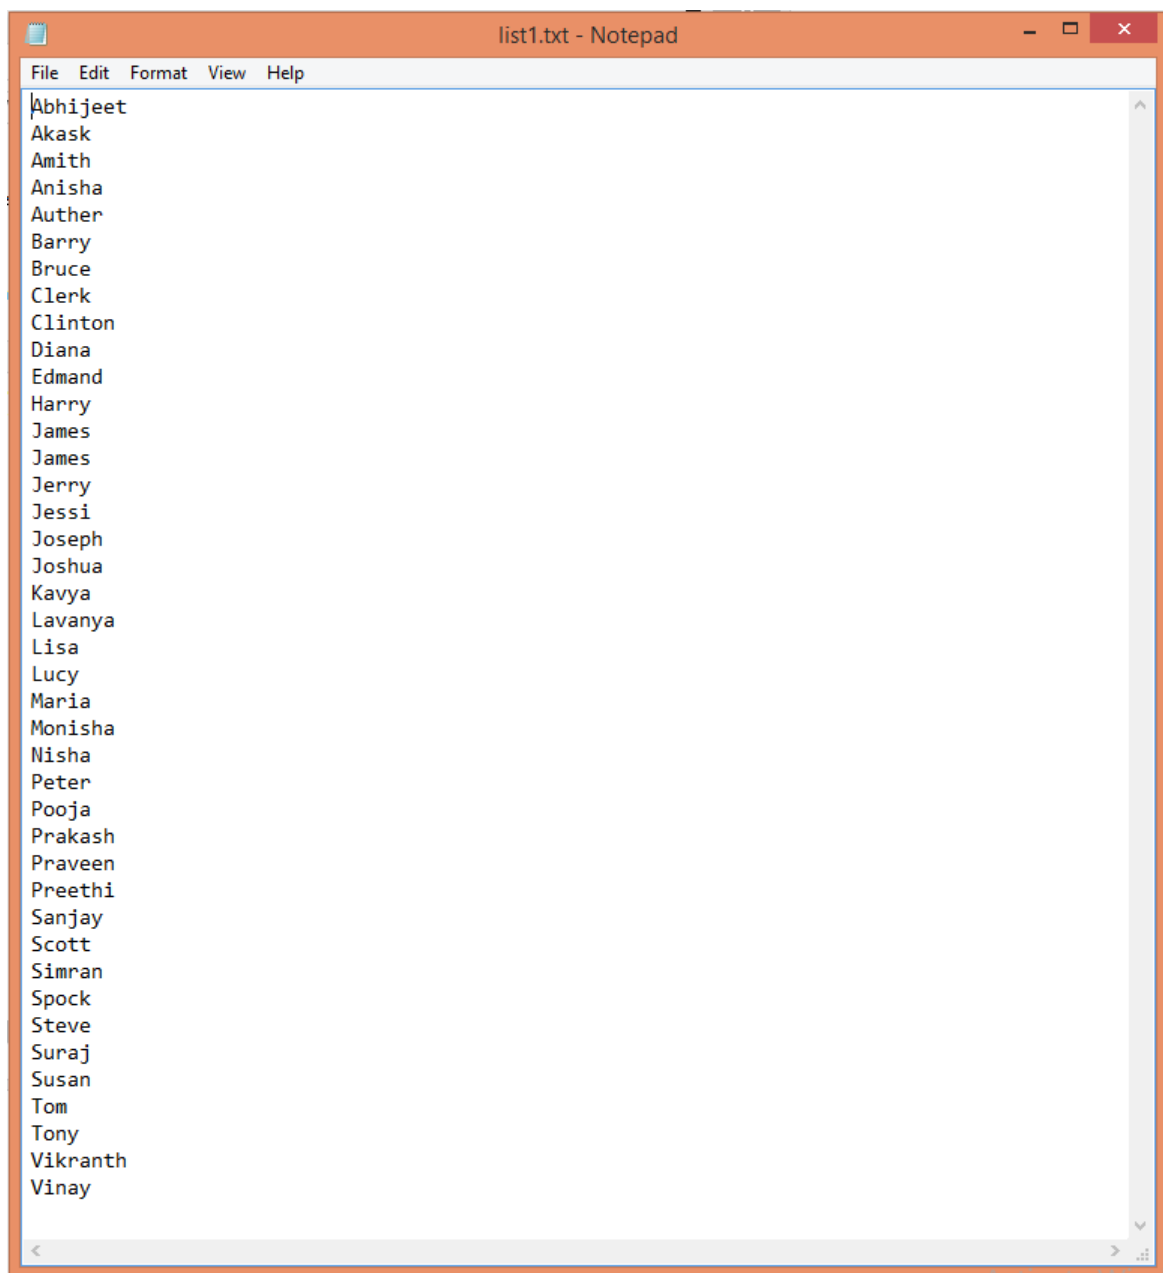 list1.txt - Notepad
File Edit Format View Help
Abhijeet
Akask
Amith
Anisha
Auther
Barry
Bruce
Clerk
Clinton
Diana
Edmand
Harry
James
James
Jerry
Jessi
Joseph
Joshua
Kavya
Lavanya
Lisa
Lucy
Maria
Monisha
Nisha
Peter
Pooja
Prakash
Praveen
Preethi
Sanjay
Scott
Simran
Spock
Steve
Suraj
Susan
Tom
Tony
Vikranth
Vinay